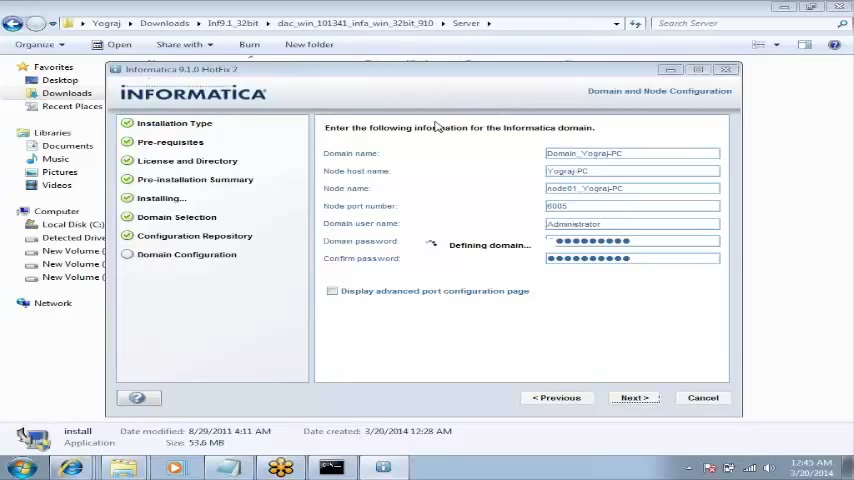 Yograj ▸ Downloads ▸ Inf9.1_32bit ▸ dac_win_101341_infa_win_32bit_910 ▸ Server ▸
Search Server
Organize Open Share with Burn New folder
Favorites
Desktop
Downloads
Recent Places
Libraries
Documents
Music
Pictures
Videos
Computer
Local Disk (C:)
Detected Drive
New Volume (
New Volume (
New Volume (
Network
Informatica 9.1.0 HotFix 2
INFORMATICA
Domain and Node Configuration
Installation Type
Pre-requisites
License and Directory
Pre-installation Summary
Installing...
Domain Selection
Configuration Repository
Domain Configuration
Enter the following information for the Informatica domain.
Domain name: Domain_Yograj-PC
Node host name: Yograj-PC
Node name: node01_Yograj-PC
Node port number: 6005
Domain user name: Administrator
Domain password: ●●●●●●●●●
Defining domain...
Confirm password: ●●●●●●●●●●
Display advanced port configuration page
? < Previous Next > Cancel
install Date modified: 8/29/2011 4:11 AM Date created: 3/20/2014 12:28 AM
Application Size: 53.6 MB
12:45 AM
3/20/2014